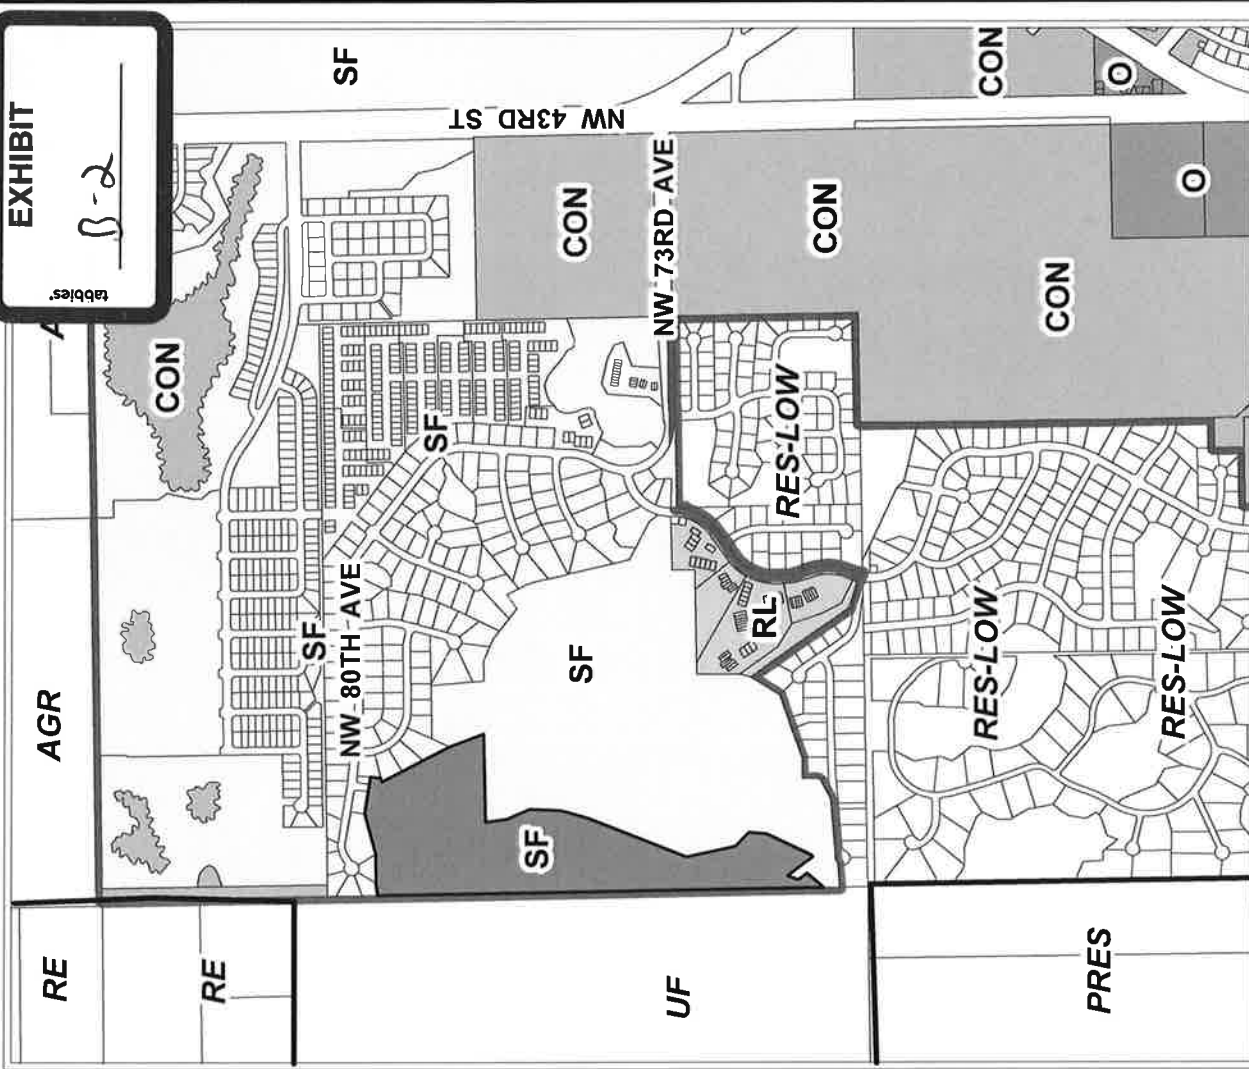 EXHIBIT
B-2
tabbies®
SF
CON
O
NW 43RD ST
CON
NW 73RD AVE
CON
O
CON
CON
A
SF
RES-LOW
AGR
SF
NW 80TH AVE
SF
RL
RES-LOW
RES-LOW
SF
RE
RE
UF
PRES